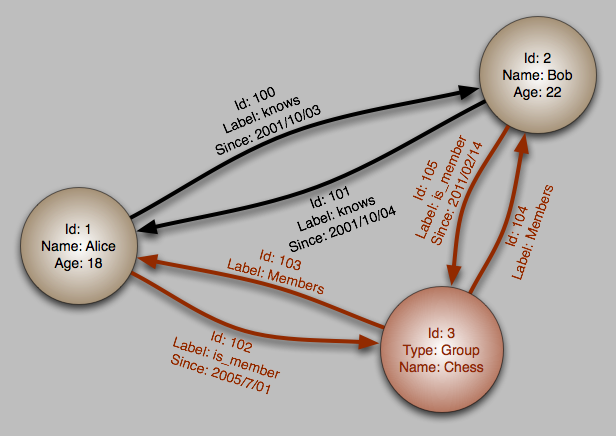 Id: 2
Name: Bob
Age: 22
Id: 100
Label: knows
Since: 2001/10/03
Id: 101
Label: knows
Since: 2001/10/04
Id: 105
Label: is_member
Since: 2011/02/14
Id: 104
Label: Members
Id: 1
Name: Alice
Age: 18
Id: 103
Label: Members
Id: 102
Label: is_member
Since: 2005/7/01
Id: 3
Type: Group
Name: Chess